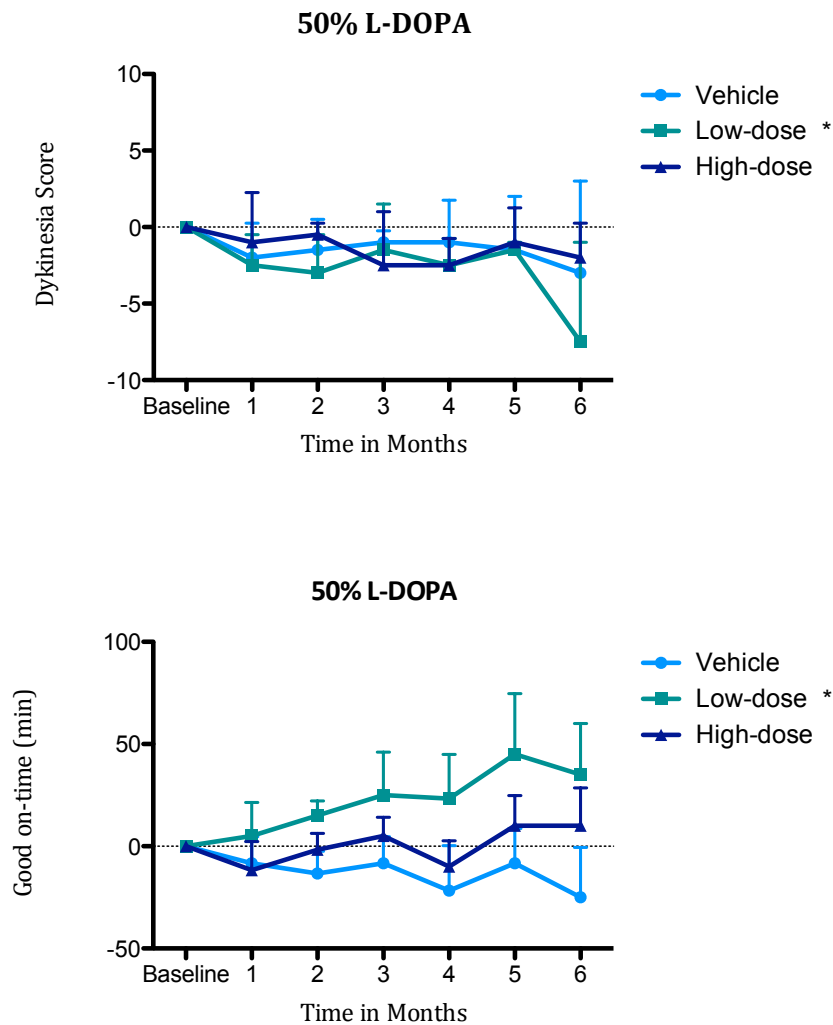 50% L-DOPA
10
5
0
-5
-10
Dykinesia Score
Baseline 1 2 3 4 5 6
Time in Months
Vehicle
Low-dose *
High-dose
50% L-DOPA
100
50
0
-50
Good on-time (min)
Baseline 1 2 3 4 5 6
Time in Months
Vehicle
Low-dose *
High-dose